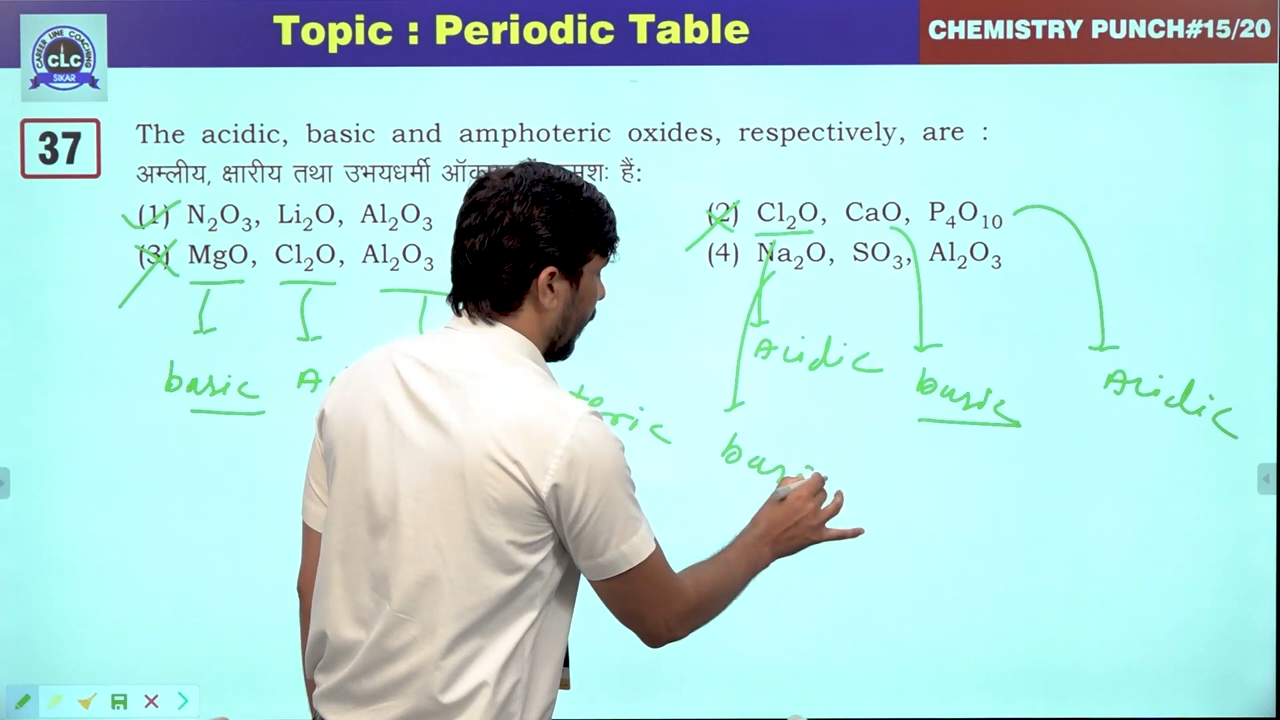 Topic : Periodic Table
CHEMISTRY PUNCH#15/20
CAREER LINE COACHING
CLC
SIKAR
37
The acidic, basic and amphoteric oxides, respectively, are :
अम्लीय, क्षारीय तथा उभयधर्मी हैं:
(1) N₂O₃, Li₂O, Al₂O₃
(2) Cl₂O, CaO, P₄O₁₀
(3) MgO, Cl₂O, Al₂O₃
(4) Na₂O, SO₃, Al₂O₃
Acidic
basic
basic
Acidic